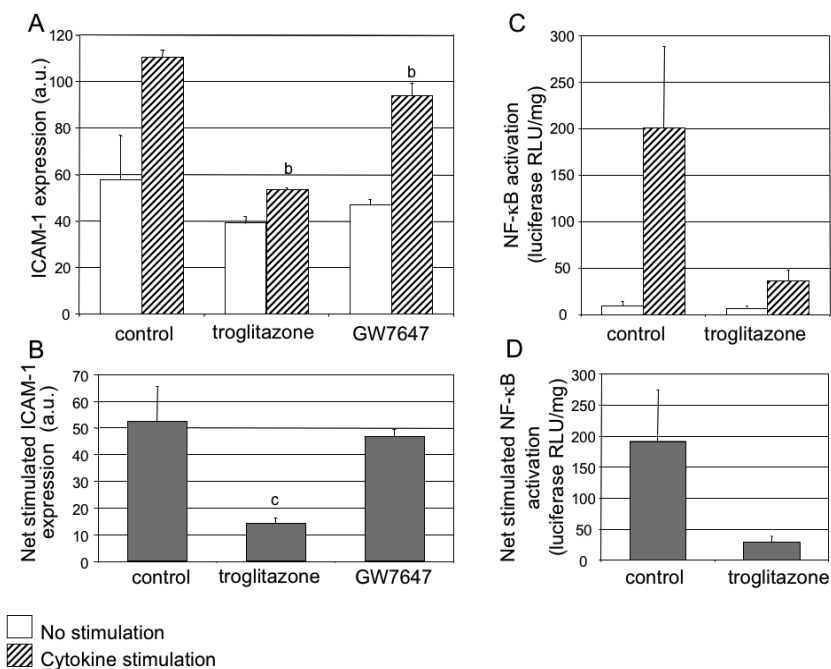 A
ICAM-1 expression (a.u.)
120
100
80
60
40
20
0
b
b
control
troglitazone
GW7647
B
Net stimulated ICAM-1
expression (a.u.)
70
60
50
40
30
20
10
0
c
control
troglitazone
GW7647
C
NF-κB activation
(luciferase RLU/mg)
300
250
200
150
100
50
0
control
troglitazone
D
Net stimulated NF-κB
activation
(luciferase RLU/mg)
300
250
200
150
100
50
0
control
troglitazone
No stimulation
Cytokine stimulation